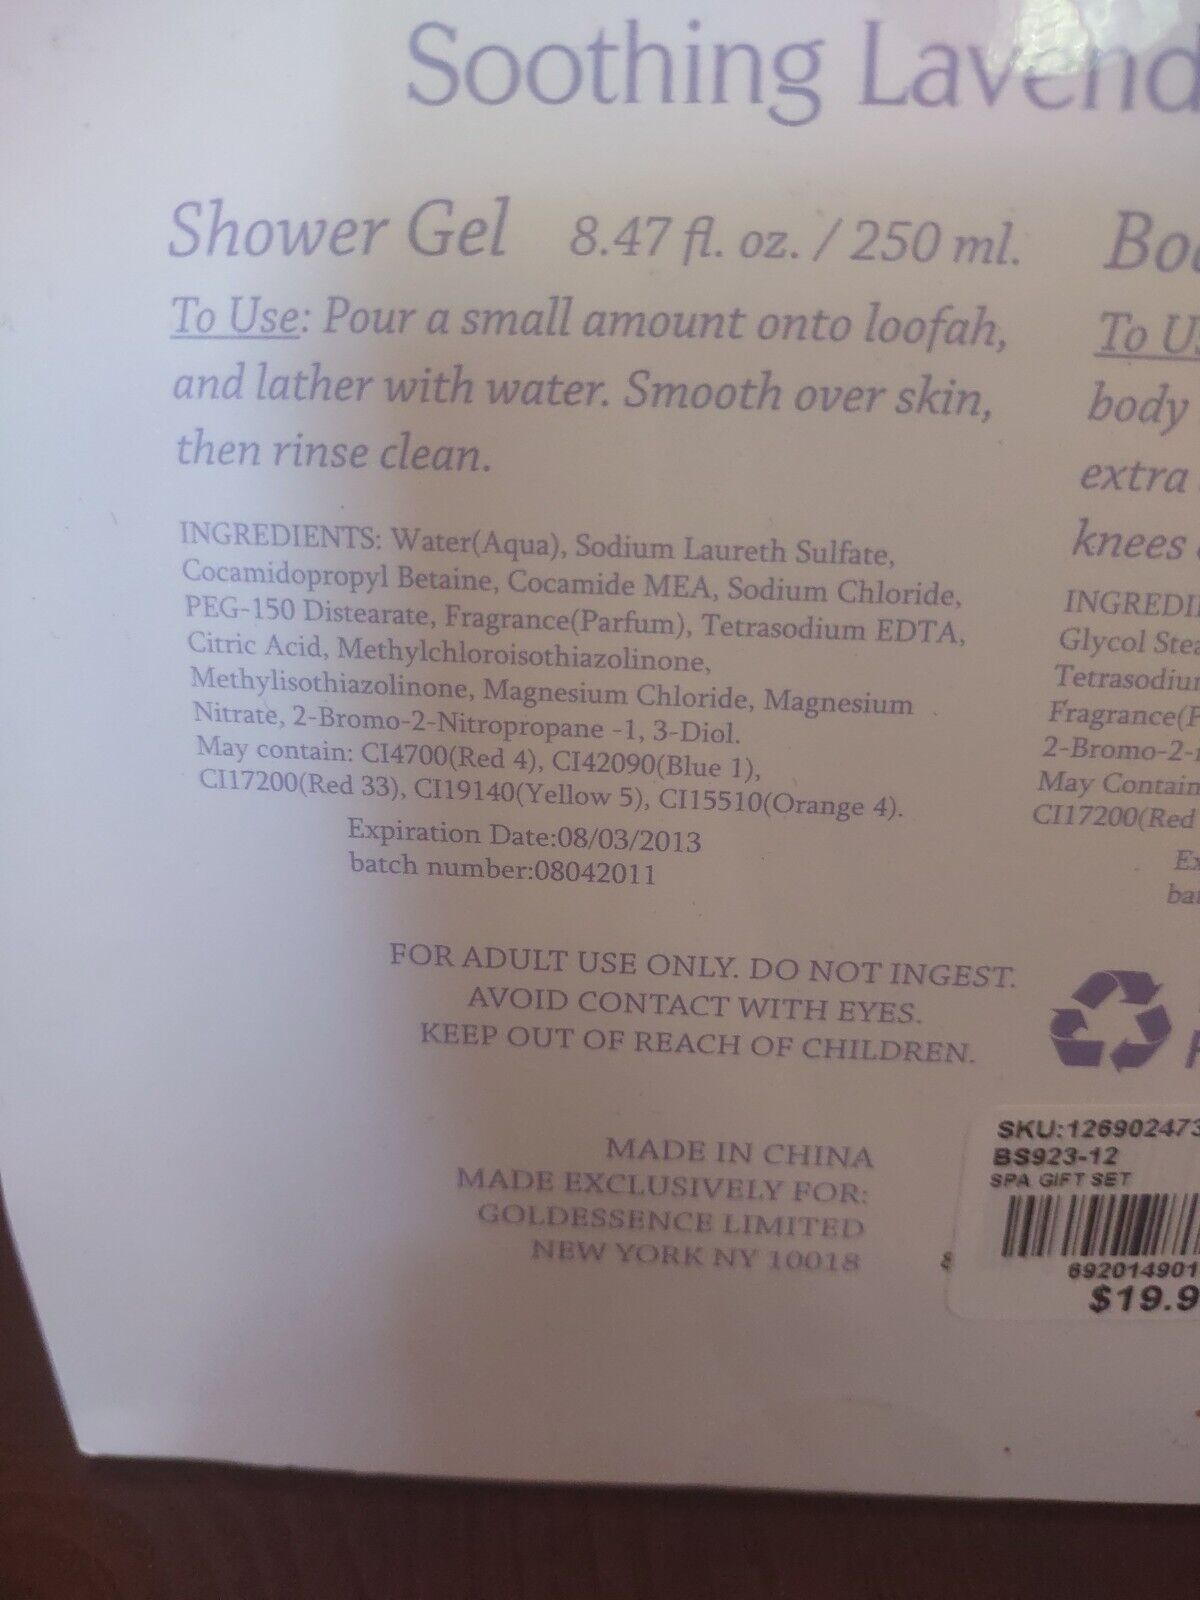 Soothing Lavend
Shower Gel 8.47 fl. oz. / 250 ml.
To Use: Pour a small amount onto loofah,
and lather with water. Smooth over skin,
then rinse clean.
INGREDIENTS: Water(Aqua), Sodium Laureth Sulfate,
Cocamidopropyl Betaine, Cocamide MEA, Sodium Chloride,
PEG-150 Distearate, Fragrance(Parfum), Tetrasodium EDTA,
Citric Acid, Methylchloroisothiazolinone,
Methylisothiazolinone, Magnesium Chloride, Magnesium
Nitrate, 2-Bromo-2-Nitropropane -1, 3-Diol.
May contain: CI4700(Red 4), CI42090(Blue 1),
CI17200(Red 33), CI19140(Yellow 5), CI15510(Orange 4).
Expiration Date:08/03/2013
batch number:08042011
To Us
body
extra
knees
INGREDI
Glycol Stea
Tetrasodiu
Fragrance(P
2-Bromo-2-
May Contain
CI17200(Red
FOR ADULT USE ONLY. DO NOT INGEST.
AVOID CONTACT WITH EYES.
KEEP OUT OF REACH OF CHILDREN.
MADE IN CHINA
MADE EXCLUSIVELY FOR:
GOLDESSENCE LIMITED
NEW YORK NY 10018
SKU:126902473
BS923-12
SPA GIFT SET
692014901
$19.9